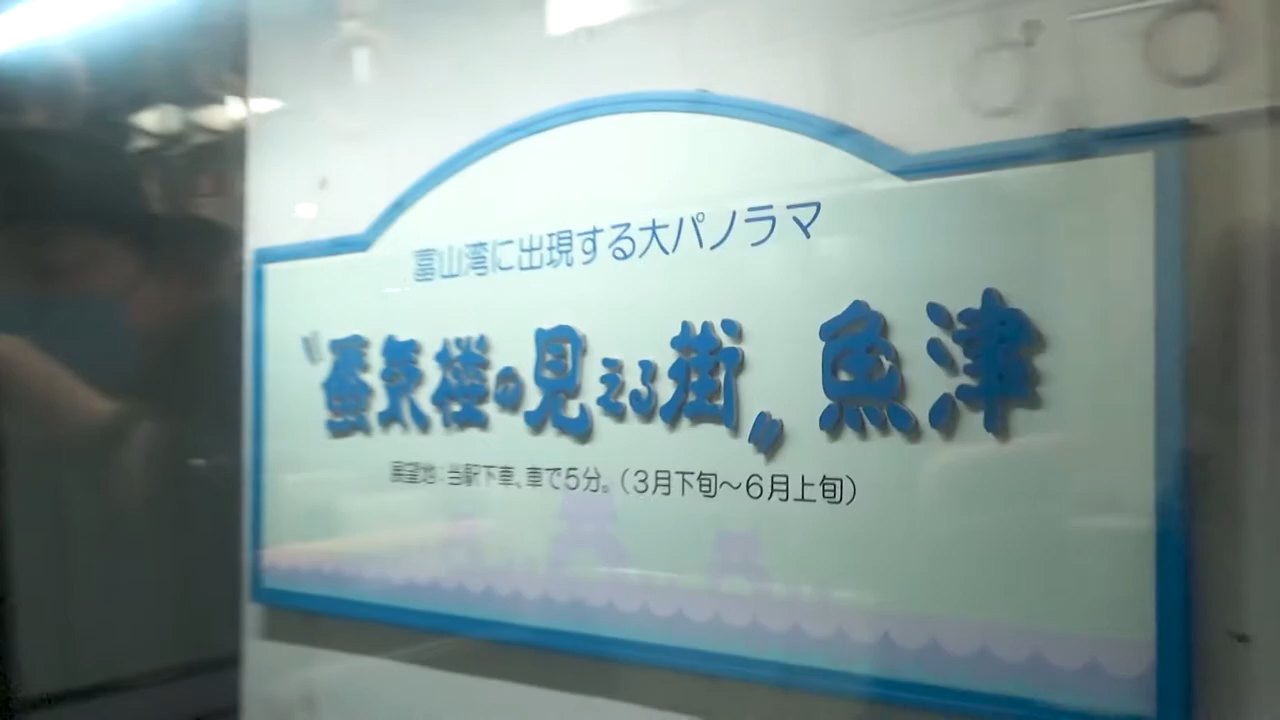 富山湾に出現する大パノラマ
〝蜃気楼の見える街〟魚津
展望地：当駅下車、車で5分。（3月下旬～6月上旬）